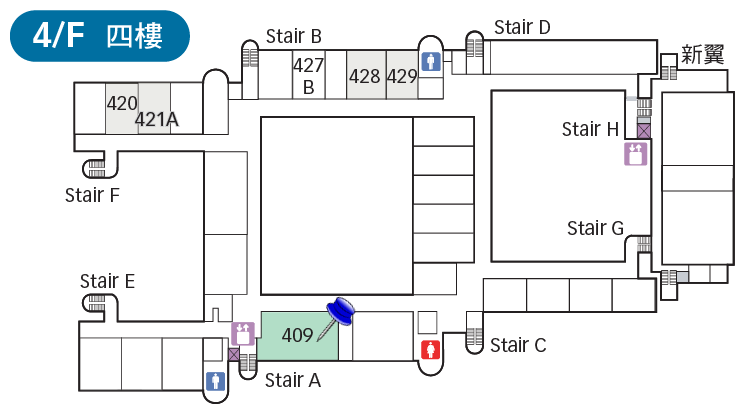 4/F 四樓
Stair B
Stair D
新翼
427
B
428
429
420
421A
Stair H
Stair F
Stair G
Stair E
409
Stair C
Stair A